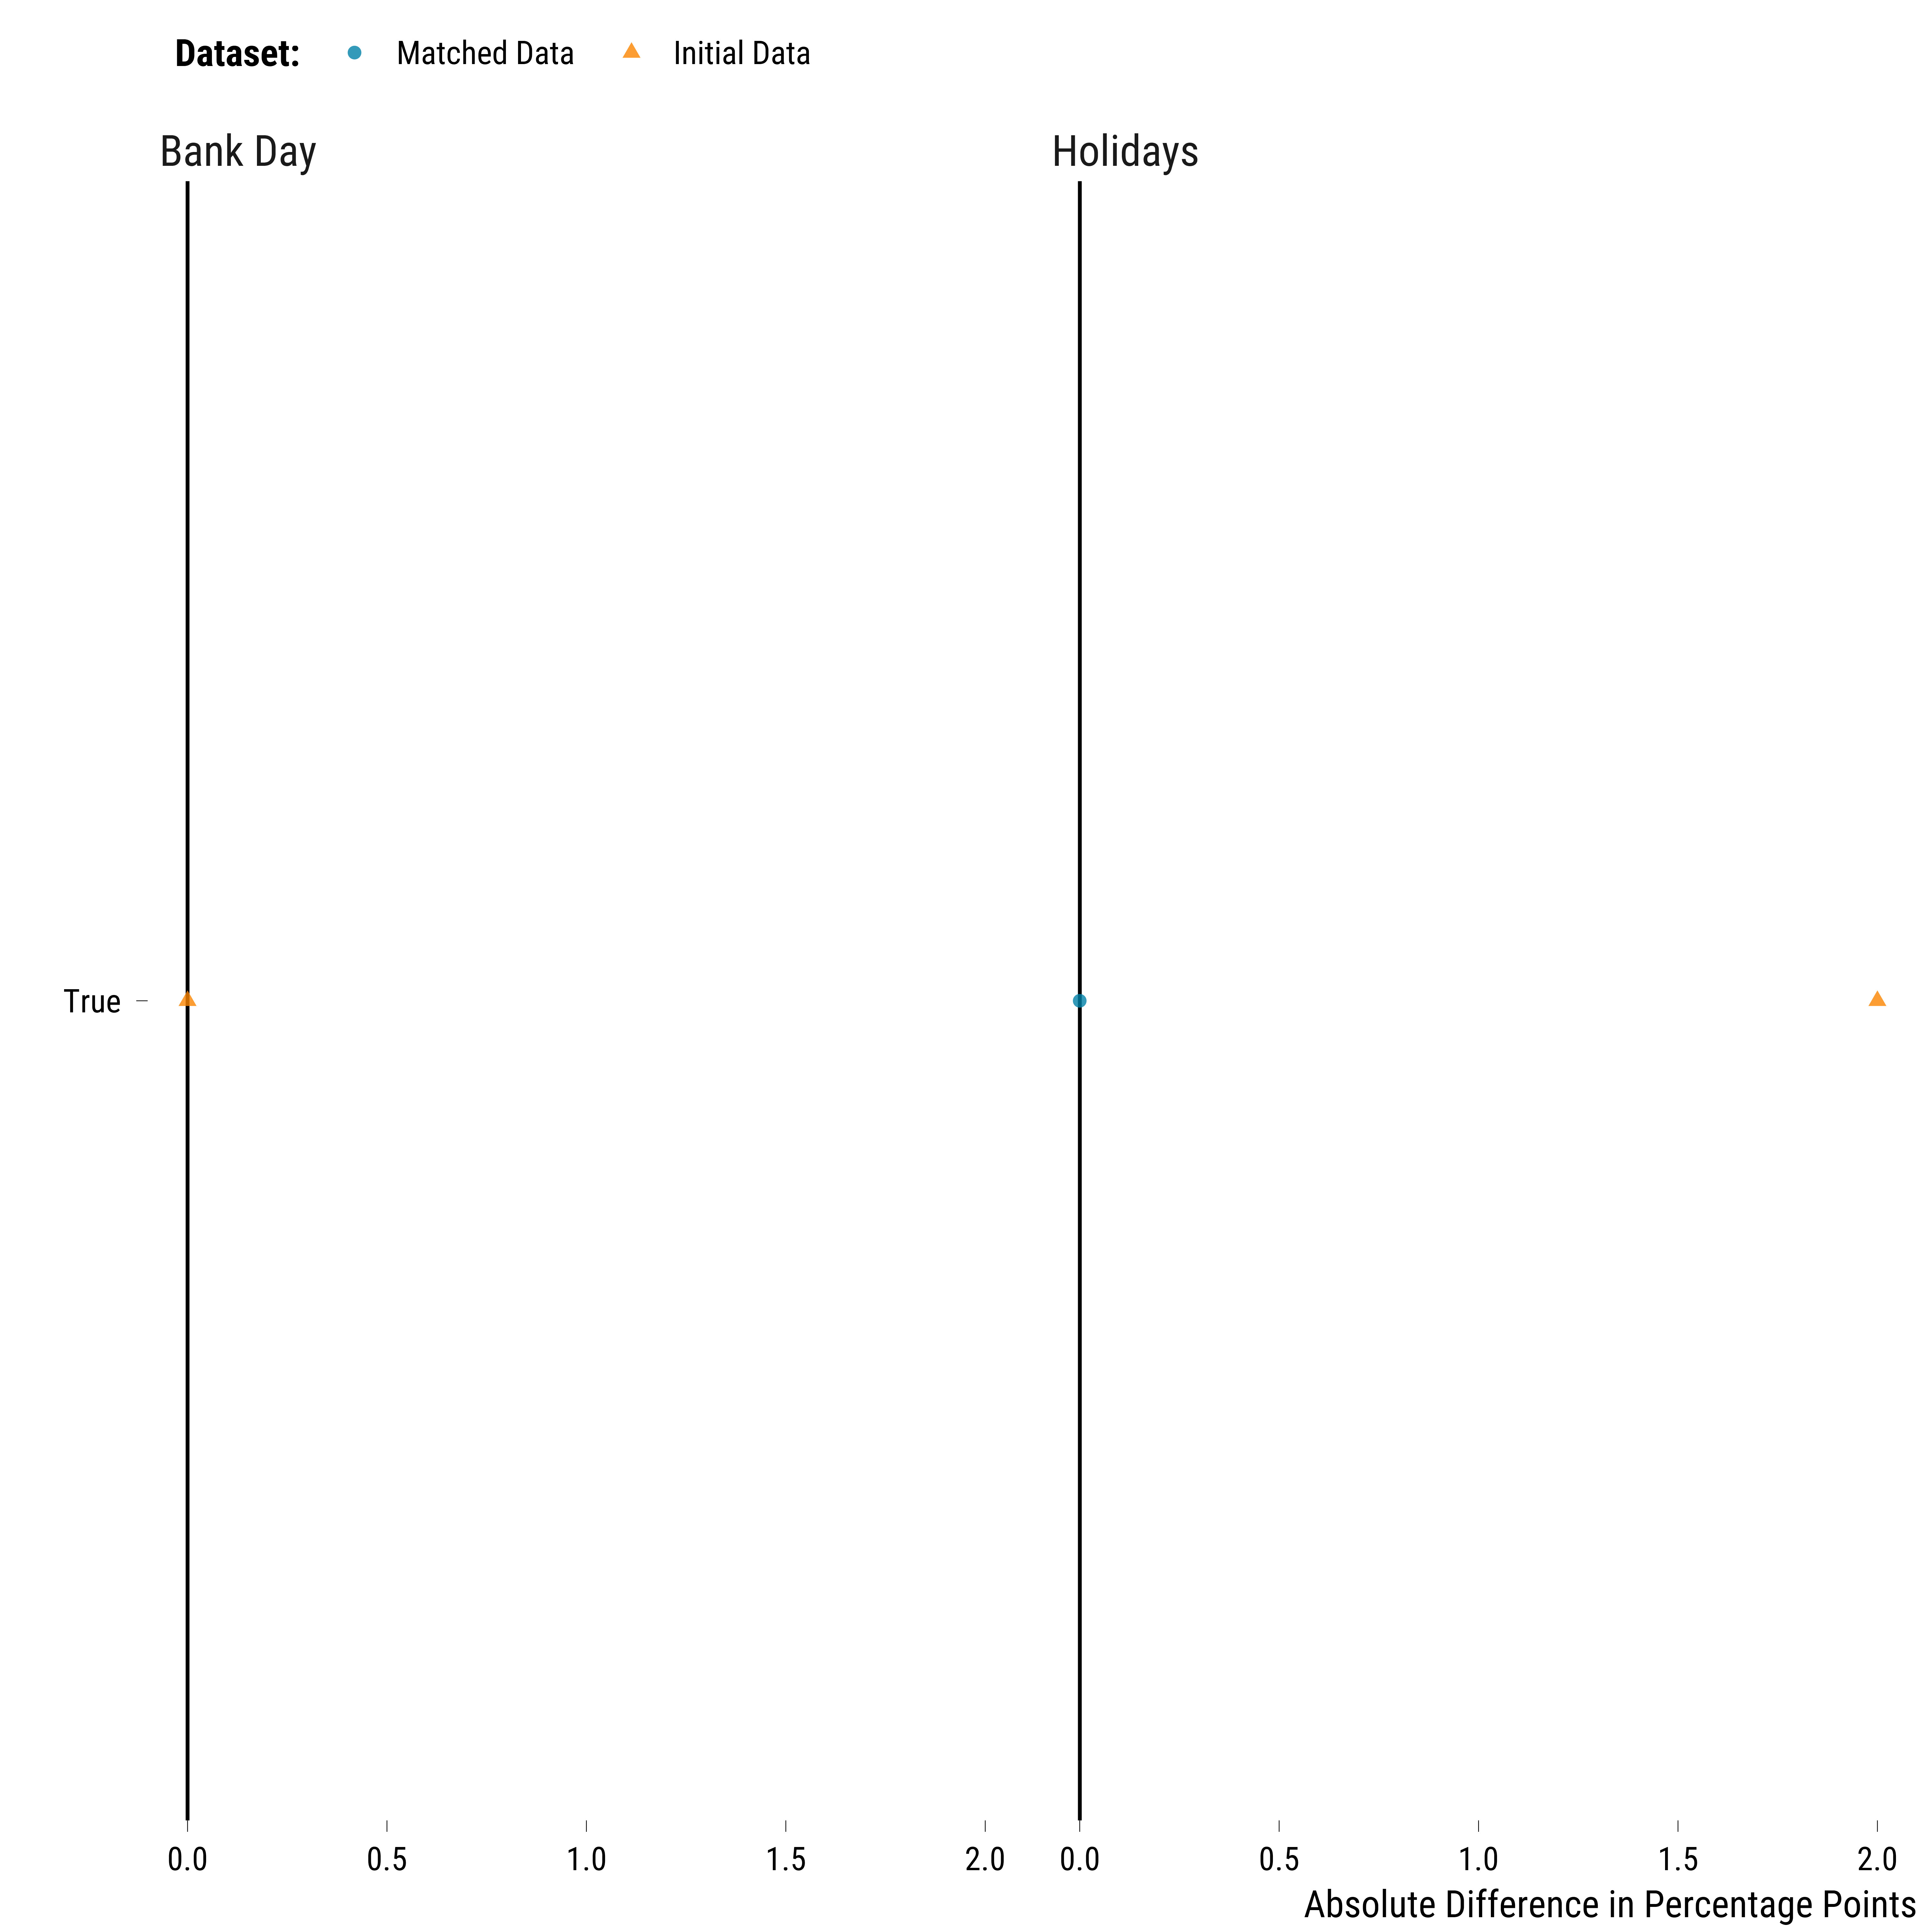 Dataset: Matched Data Initial Data
Bank Day Holidays
True
0.0 0.5 1.0 1.5 2.0 0.0 0.5 1.0 1.5 2.0
Absolute Difference in Percentage Points